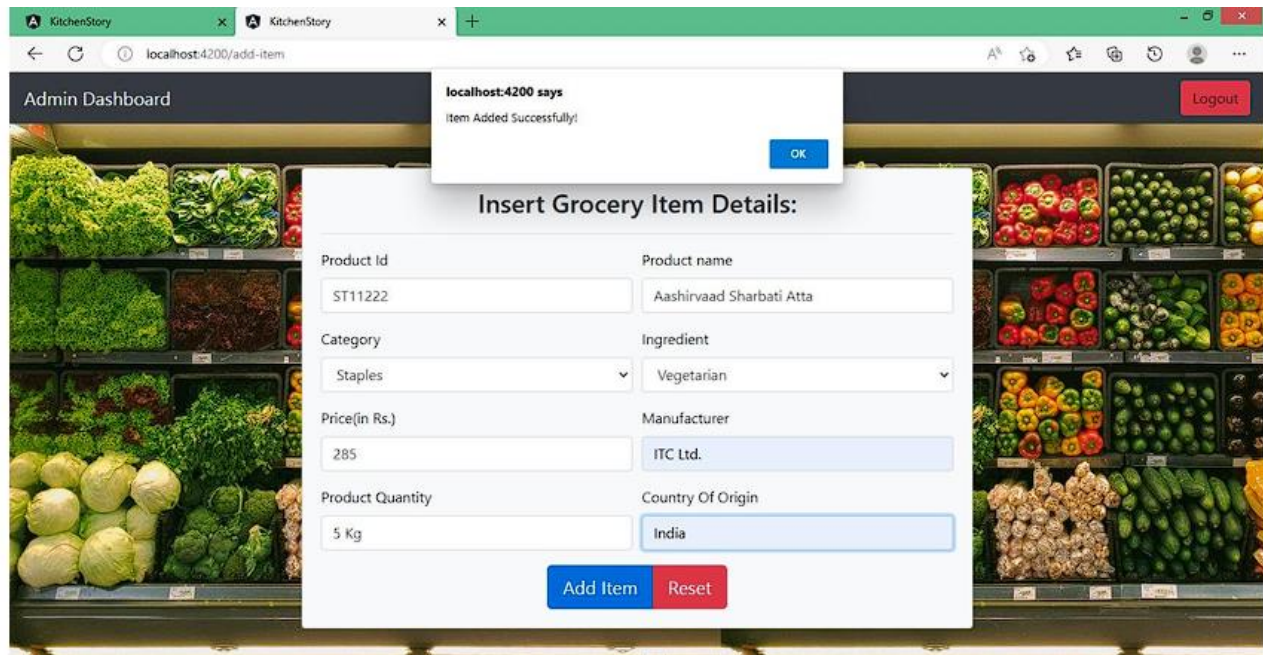 KitchenStory
KitchenStory
localhost:4200/add-item
Admin Dashboard
Logout
localhost:4200 says
Item Added Successfully!
OK
Insert Grocery Item Details:
Product Id Product name
ST11222 Aashirvaad Sharbati Atta
Category Ingredient
Staples Vegetarian
Price(in Rs.) Manufacturer
285 ITC Ltd.
Product Quantity Country Of Origin
5 Kg India
Add Item Reset